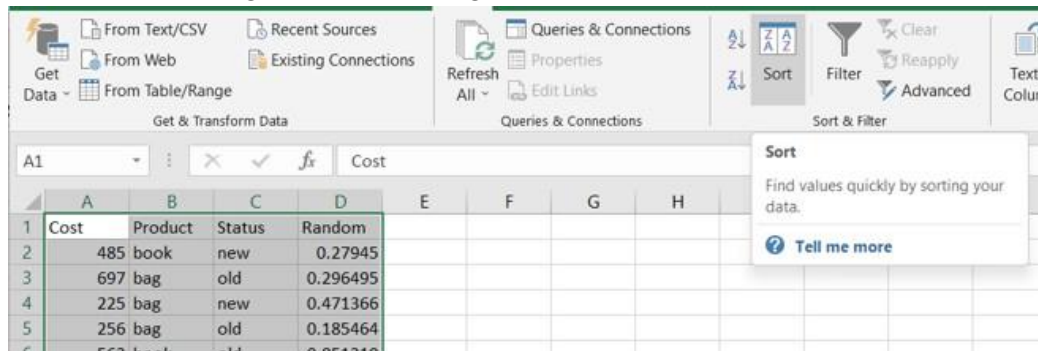 From Text/CSV
Recent Sources
From Web
Existing Connections
From Table/Range
Get
Data
Get & Transform Data
Refresh
All
Queries & Connections
Properties
Edit Links
Queries & Connections
Sort
Filter
Clear
Reapply
Advanced
Sort & Filter
Text
A1
fx
Cost
Sort
Find values quickly by sorting your
data.
Tell me more
A B C D E F G H
1 Cost Product Status Random
2 485 book new 0.27945
3 697 bag old 0.296495
4 225 bag new 0.471366
5 256 bag old 0.185464